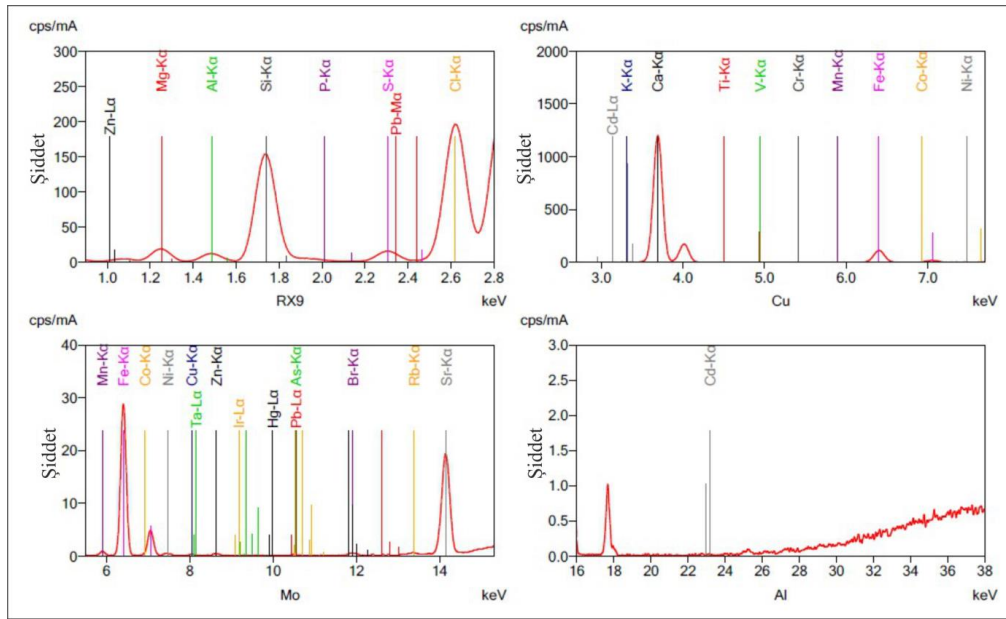 cps/mA
300
250
200
150
100
50
0
Şiddet
Zn-Lα
Mg-Kα
Al-Kα
Si-Kα
P-Kα
S-Kα
Pb-Mα
Cl-Kα
1.0 1.2 1.4 1.6 1.8 2.0 2.2 2.4 2.6 2.8
RX9 keV
cps/mA
2000
1500
1000
500
0
Şiddet
Cd-Lα
K-Kα
Ca-Kα
Ti-Kα
V-Kα
Cr-Kα
Mn-Kα
Fe-Kα
Co-Kα
Ni-Kα
3.0 4.0 5.0 6.0 7.0
Cu keV
cps/mA
40
30
20
10
0
Şiddet
Mn-Kα
Fe-Kα
Co-Kα
Ni-Kα
Cu-Kα
Ta-Lα
Zn-Kα
Ir-Lα
Hg-Lα
As-Kα
Pb-Lα
Br-Kα
Rb-Kα
Sr-Kα
6 8 10 12 14
Mo keV
cps/mA
3.0
2.5
2.0
1.5
1.0
0.5
0.0
Şiddet
Cd-Kα
16 18 20 22 24 26 28 30 32 34 36 38
Al keV